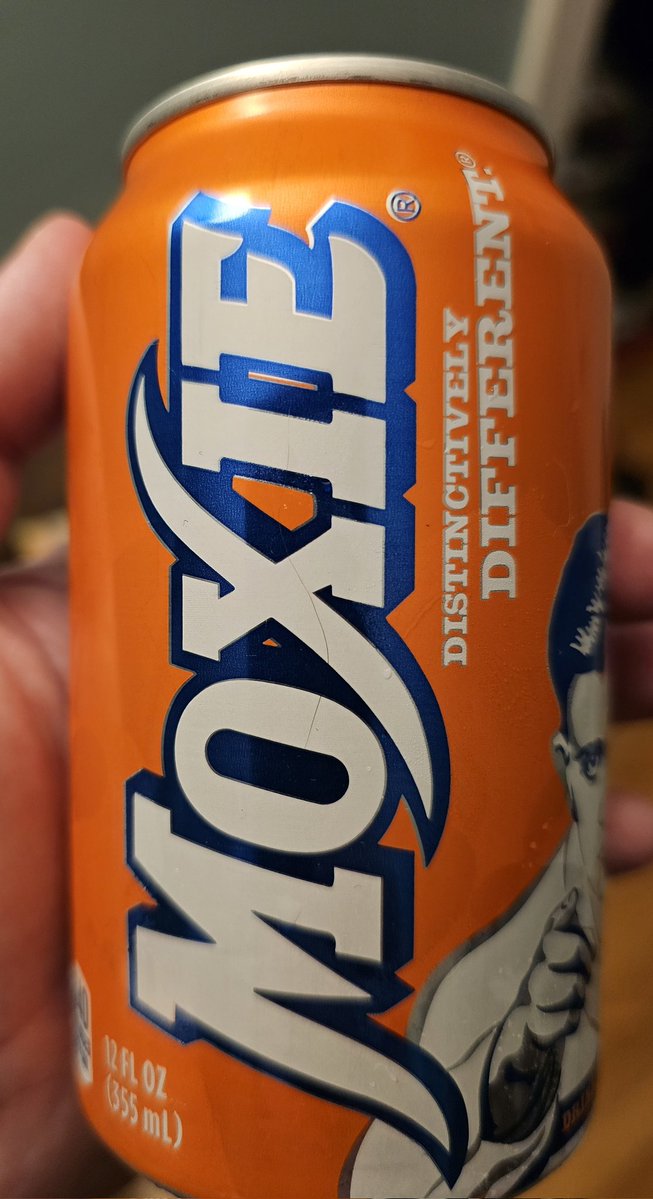 MOXIE®
DISTINCTIVELY
DIFFERENT.®
12 FL OZ
(355 mL)